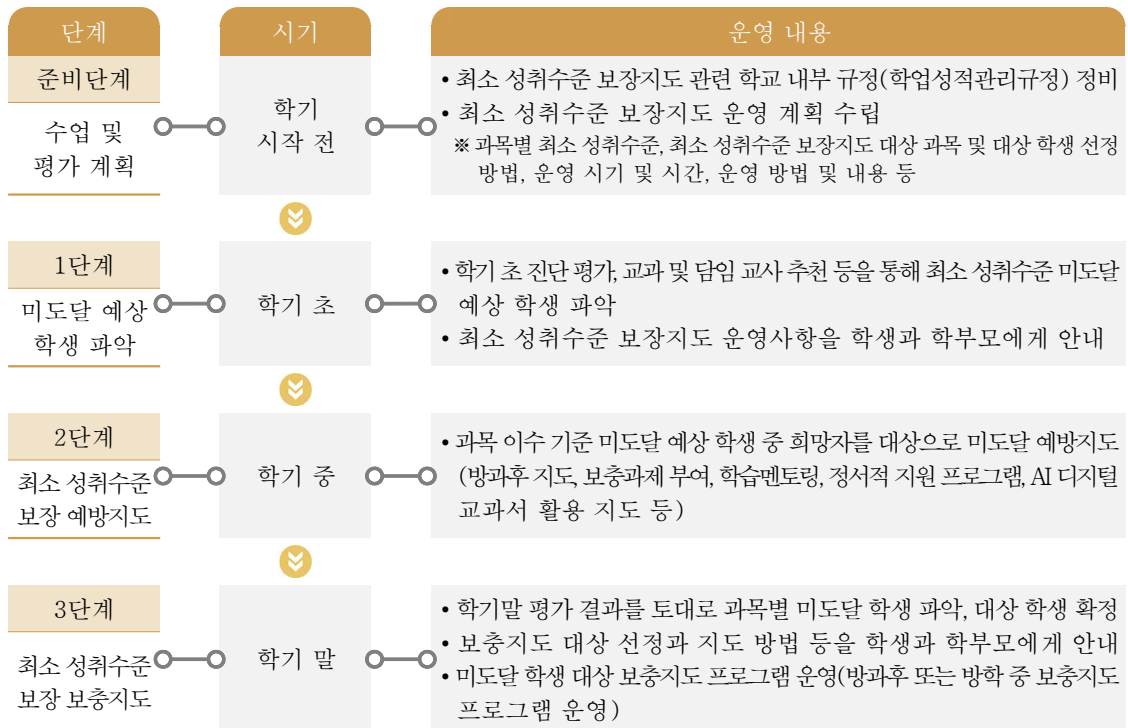 단계
시기
운영 내용
준비단계
수업 및
평가 계획
학기
시작 전
• 최소 성취수준 보장지도 관련 학교 내부 규정(학업성적관리규정) 정비
• 최소 성취수준 보장지도 운영 계획 수립
※ 과목별 최소 성취수준, 최소 성취수준 보장지도 대상 과목 및 대상 학생 선정
방법, 운영 시기 및 시간, 운영 방법 및 내용 등
1단계
미도달 예상
학생 파악
학기 초
• 학기 초 진단 평가, 교과 및 담임 교사 추천 등을 통해 최소 성취수준 미도달
예상 학생 파악
• 최소 성취수준 보장지도 운영사항을 학생과 학부모에게 안내
2단계
최소 성취수준
보장 예방지도
학기 중
• 과목 이수 기준 미도달 예상 학생 중 희망자를 대상으로 미도달 예방지도
(방과후 지도, 보충과제 부여, 학습멘토링, 정서적 지원 프로그램, AI 디지털
교과서 활용 지도 등)
3단계
최소 성취수준
보장 보충지도
학기 말
• 학기말 평가 결과를 토대로 과목별 미도달 학생 파악, 대상 학생 확정
• 보충지도 대상 선정과 지도 방법 등을 학생과 학부모에게 안내
• 미도달 학생 대상 보충지도 프로그램 운영(방과후 또는 방학 중 보충지도
프로그램 운영)